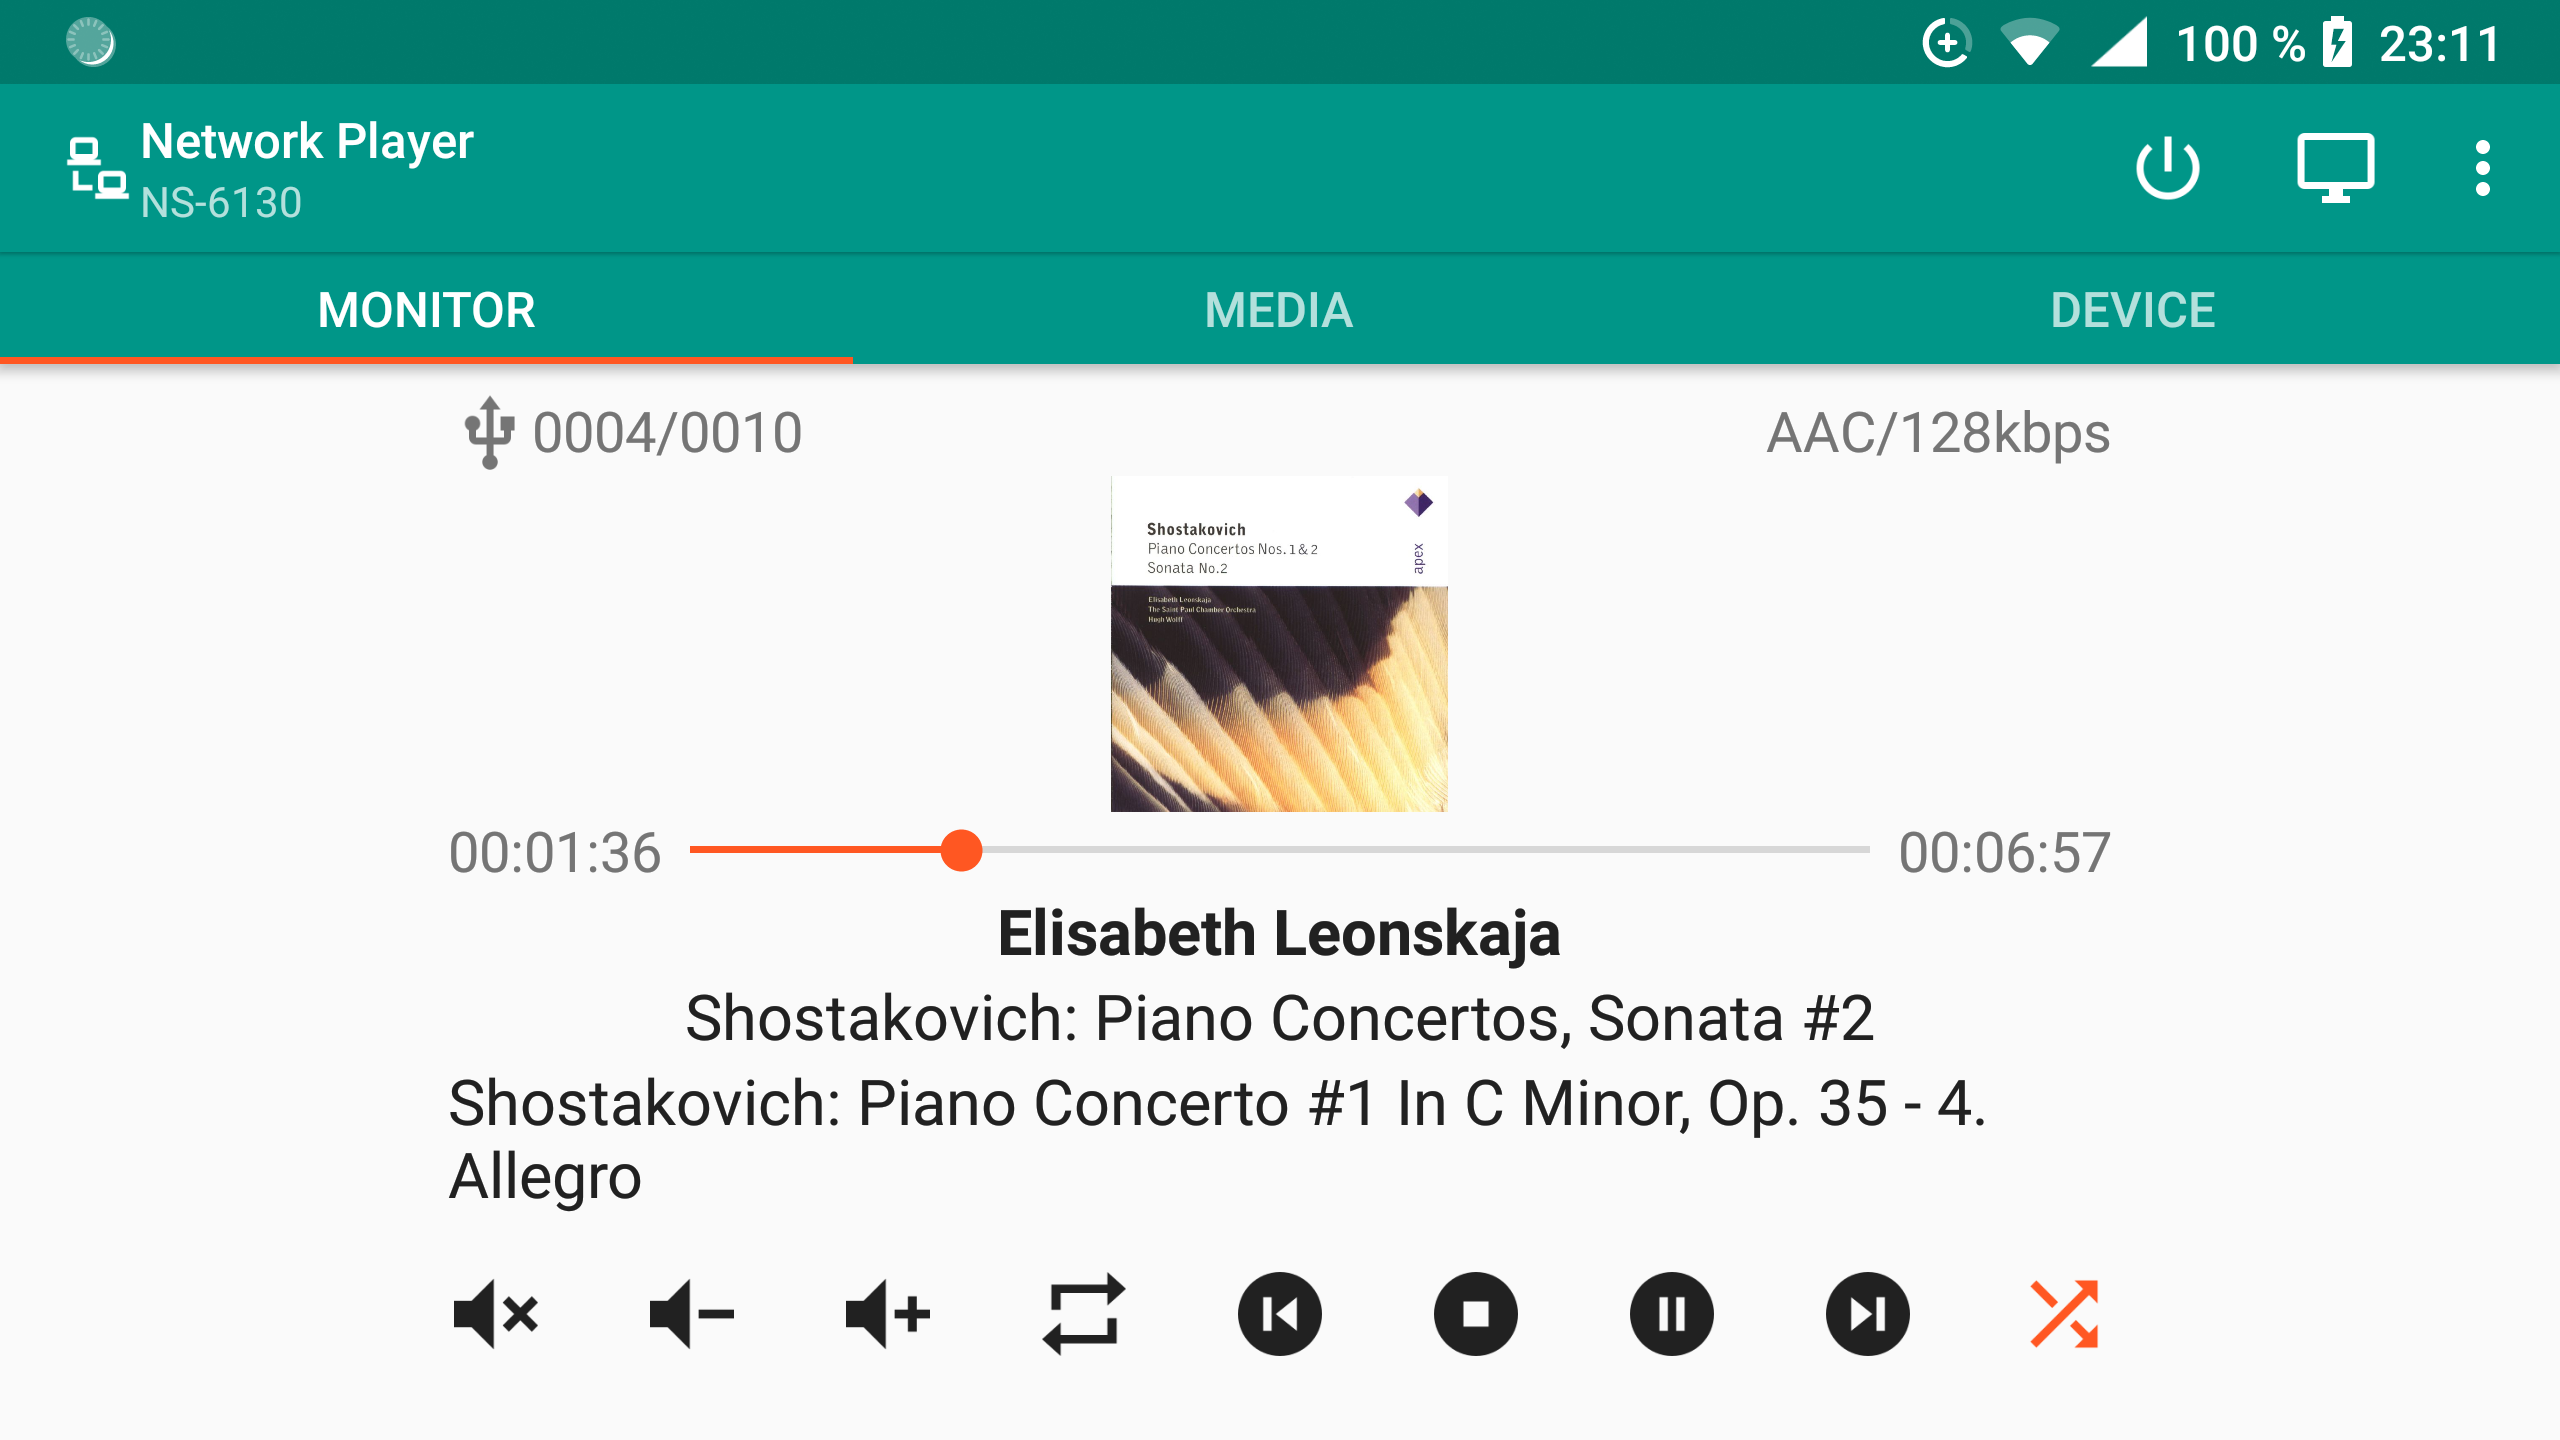 100 % 23:11
Network Player
NS-6130
MONITOR MEDIA DEVICE
0004/0010 AAC/128kbps
Shostakovich
Piano Concertos Nos. 1 & 2
Sonata No.2
apex
Elisabeth Leonskaja
The Saint Paul Chamber Orchestra
Hugh Wolff
00:01:36 00:06:57
Elisabeth Leonskaja
Shostakovich: Piano Concertos, Sonata #2
Shostakovich: Piano Concerto #1 In C Minor, Op. 35 - 4.
Allegro